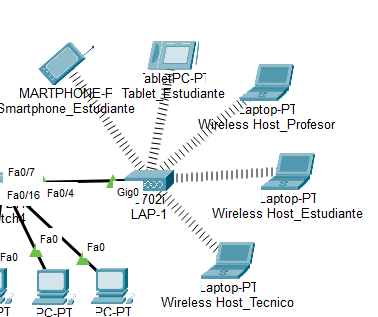 MARTPHONE-P
Smartphone_Estudiante
TabletPC-PT
Tablet_Estudiante
Laptop-PT
Wireless Host_Profesor
Fa0/7
Fa0/16
Fa0/4
Gig0
702i
LAP-1
tch4
Laptop-PT
Wireless Host_Estudiante
Fa0
Fa0
Fa0
Laptop-PT
Wireless Host_Tecnico
PT
PC-PT
PC-PT